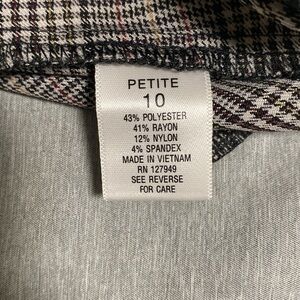 PETITE
10
43% POLYESTER
41% RAYON
12% NYLON
4% SPANDEX
MADE IN VIETNAM
RN 127949
SEE REVERSE
FOR CARE